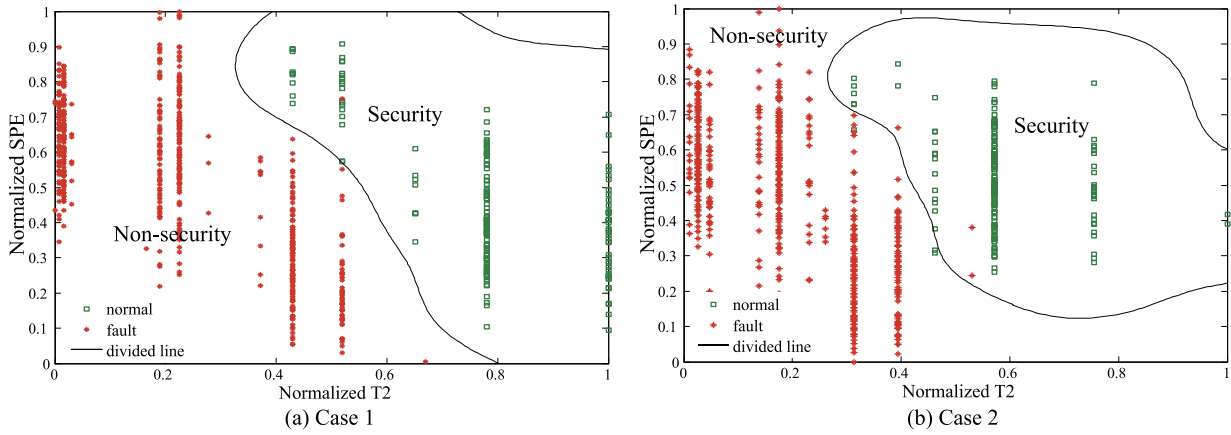 1
0.9
0.8
0.7
0.6
0.5
0.4
0.3
0.2
0.1
0
Normalized SPE
Security
Non-security
normal
fault
divided line
0 0.2 0.4 0.6 0.8 1
Normalized T2
(a) Case 1
1
0.9
0.8
0.7
0.6
0.5
0.4
0.3
0.2
0.1
0
Normalized SPE
Non-security
Security
normal
fault
divided line
0 0.2 0.4 0.6 0.8 1
Normalized T2
(b) Case 2